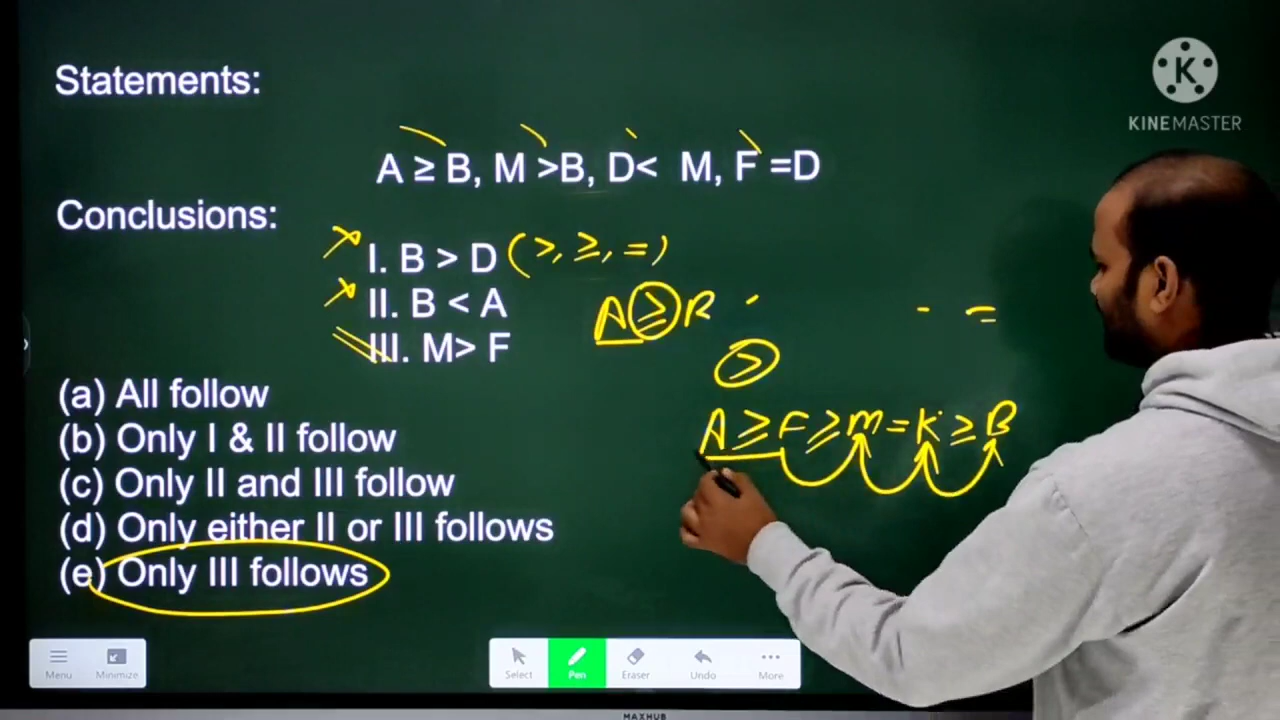 Statements:
K
KINEMASTER
A ≥ B, M >B, D< M, F =D
Conclusions:
I. B > D (>, ≥, =)
II. B < A
A ≥ B
III. M> F
>
(a) All follow
(b) Only I & II follow
A ≥ F ≥ M = K ≥ B
(c) Only II and III follow
(d) Only either II or III follows
(e) Only III follows
Menu Minimize Select Pen Eraser Undo More
MAXHUB